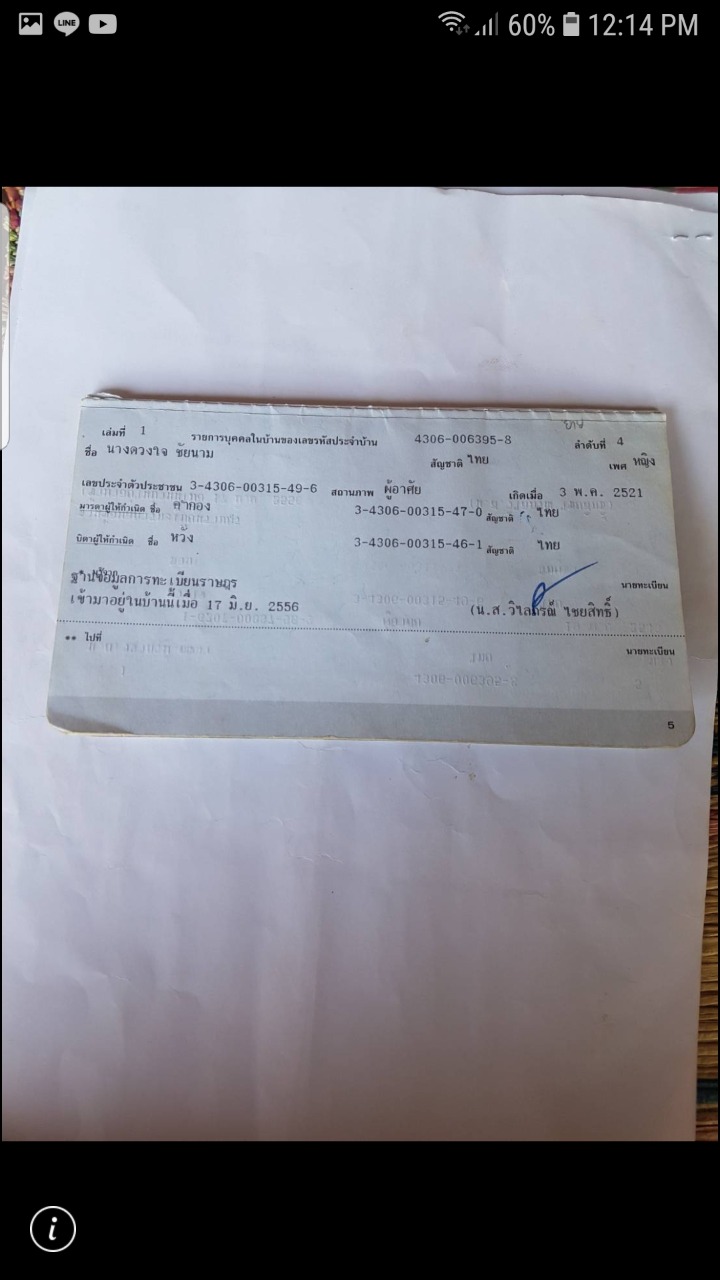 LINE 60% 12:14 PM
เล่มที่ 1 รายการบุคคลในบ้านของเลขรหัสประจำบ้าน 4306-006395-8 ลำดับที่ 4
ชื่อ นางดวงใจ ชัยนาม สัญชาติ ไทย เพศ หญิง
เลขประจำตัวประชาชน 3-4306-00315-49-6 สถานภาพ ผู้อาศัย เกิดเมื่อ 3 พ.ค. 2521
มารดาผู้ให้กำเนิด ชื่อ 3-4306-00315-47-0 สัญชาติ ไทย
บิดาผู้ให้กำเนิด ชื่อ หวัง 3-4306-00315-46-1 สัญชาติ ไทย
ฐานข้อมูลการทะเบียนราษฎร นายทะเบียน
เข้ามาอยู่ในบ้านนี้เมื่อ 17 มิ.ย. 2556 (น.ส.วิไลภรณ์ ไชยสิทธิ์)
** ไปที่ นายทะเบียน
5